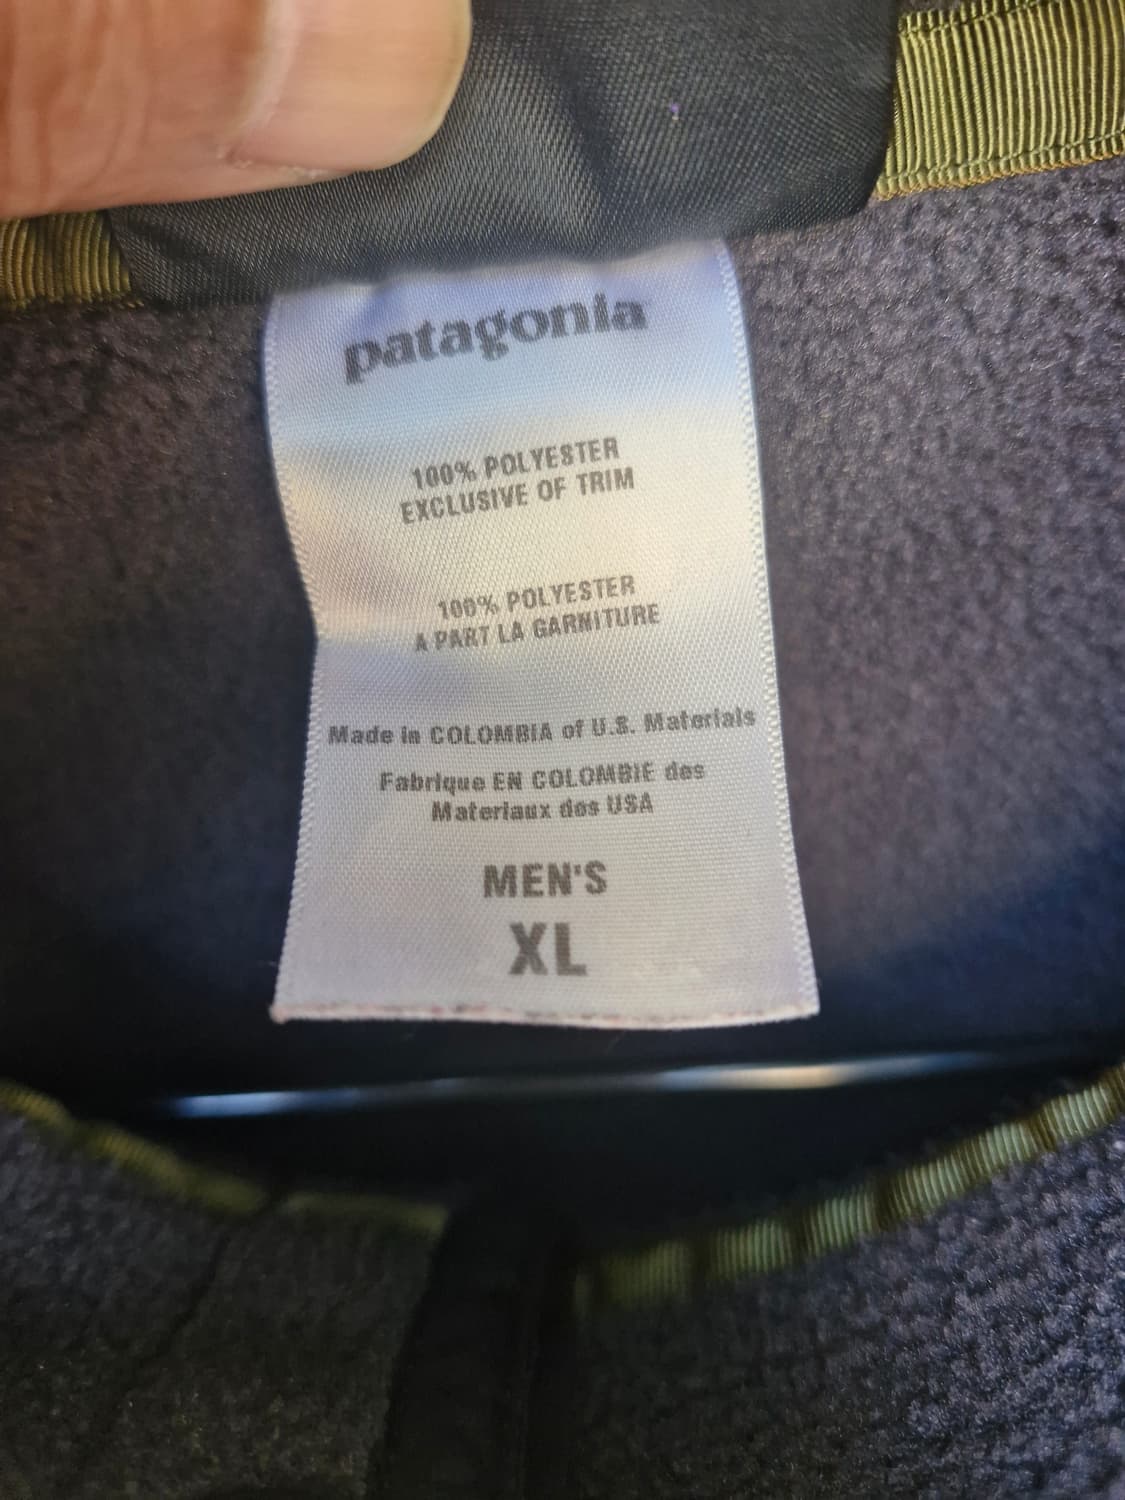 patagonia
100% POLYESTER
EXCLUSIVE OF TRIM
100% POLYESTER
A PART LA GARNITURE
Made in COLOMBIA of U.S. Materials
Fabrique EN COLOMBIE des
Materiaux des USA
MEN'S
XL